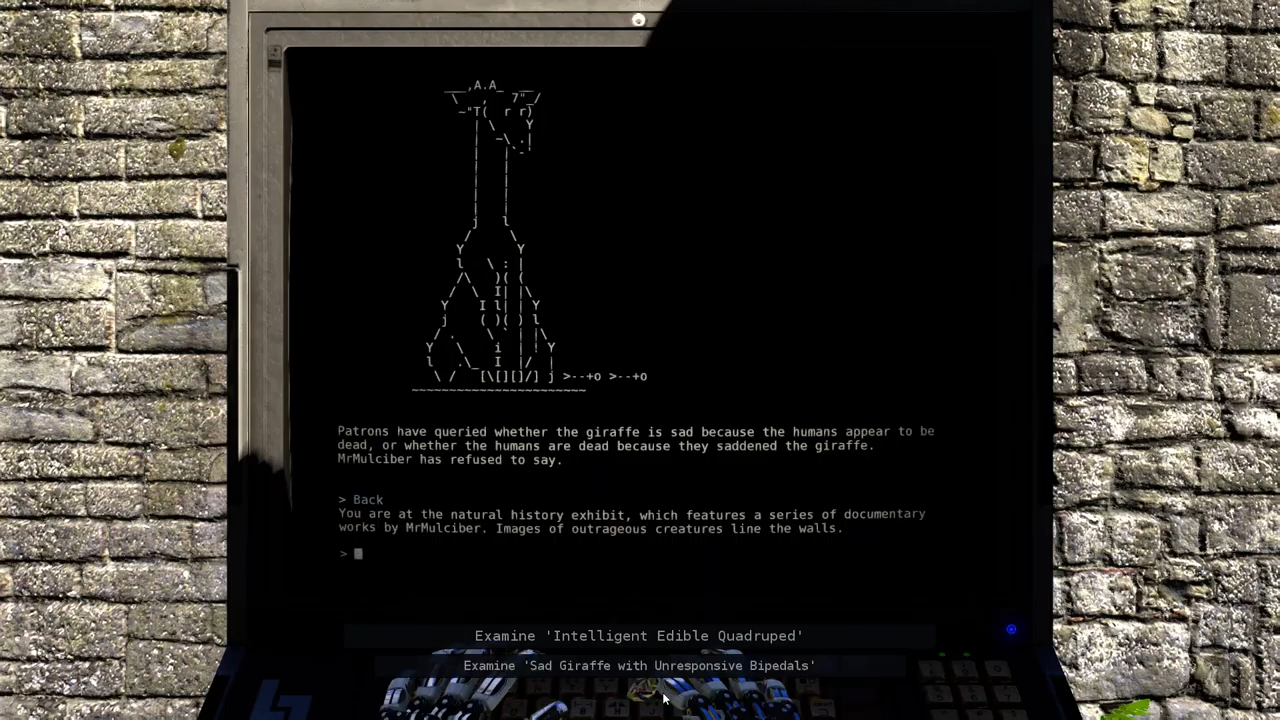 Patrons have queried whether the giraffe is sad because the humans appear to be
dead, or whether the humans are dead because they saddened the giraffe.
MrMulciber has refused to say.
> Back
You are at the natural history exhibit, which features a series of documentary
works by MrMulciber. Images of outrageous creatures line the walls.
>
Examine 'Intelligent Edible Quadruped'
Examine 'Sad Giraffe with Unresponsive Bipedals'